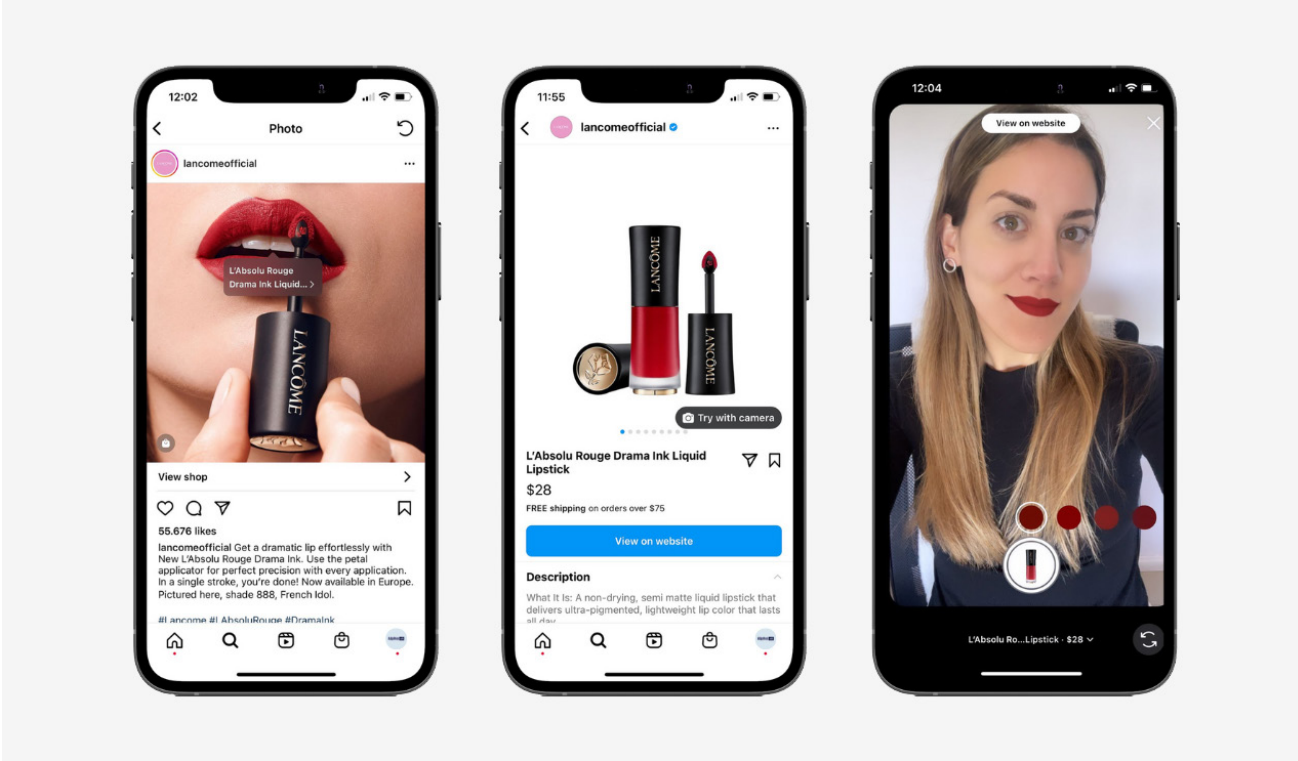 12:02
Photo
lancomeofficial
L'Absolu Rouge
Drama Ink Liquid...
LANCÔME
View shop
55.676 likes
lancomeofficial Get a dramatic lip effortlessly with
New L'Absolu Rouge Drama Ink. Use the petal
applicator for perfect precision with every application.
In a single stroke, you're done! Now available in Europe.
Pictured here, shade 888, French Idol.
#Lancome #LAbsoluRouge #DramaInk
11:55
lancomeofficial
LANCÔME
LANCÔME
Try with camera
L'Absolu Rouge Drama Ink Liquid
Lipstick
$28
FREE shipping on orders over $75
View on website
Description
What It Is: A non-drying, semi matte liquid lipstick that
delivers ultra-pigmented, lightweight lip color that lasts
all day
12:04
View on website
L'Absolu Ro...Lipstick · $28